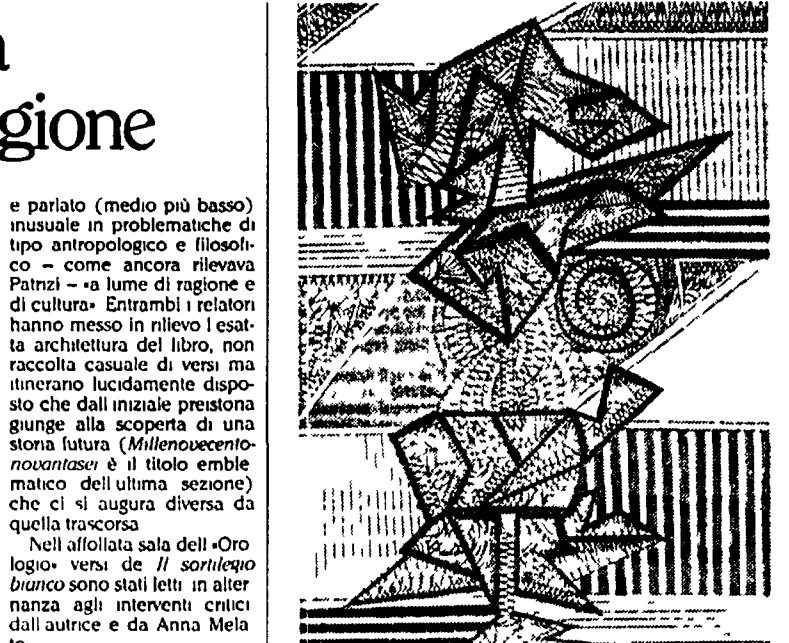 a
gione
e parlato (medio più basso)
inusuale in problematiche di
tipo antropologico e filosofi-
co – come ancora rilevava
Patrizi – «a lume di ragione e
di cultura» Entrambi i relatori
hanno messo in rilievo l esat-
ta architettura del libro, non
raccolta casuale di versi ma
itinerario lucidamente dispo-
sto che dall iniziale preistoria
giunge alla scoperta di una
storia futura (Millenovecento-
novantasei è il titolo emble
matico dell ultima sezione)
che ci si augura diversa da
quella trascorsa
Nell affollata sala dell «Oro
logio» versi de Il sortilegio
bianco sono stati letti in alter
nanza agli interventi critici
dall autrice e da Anna Mela